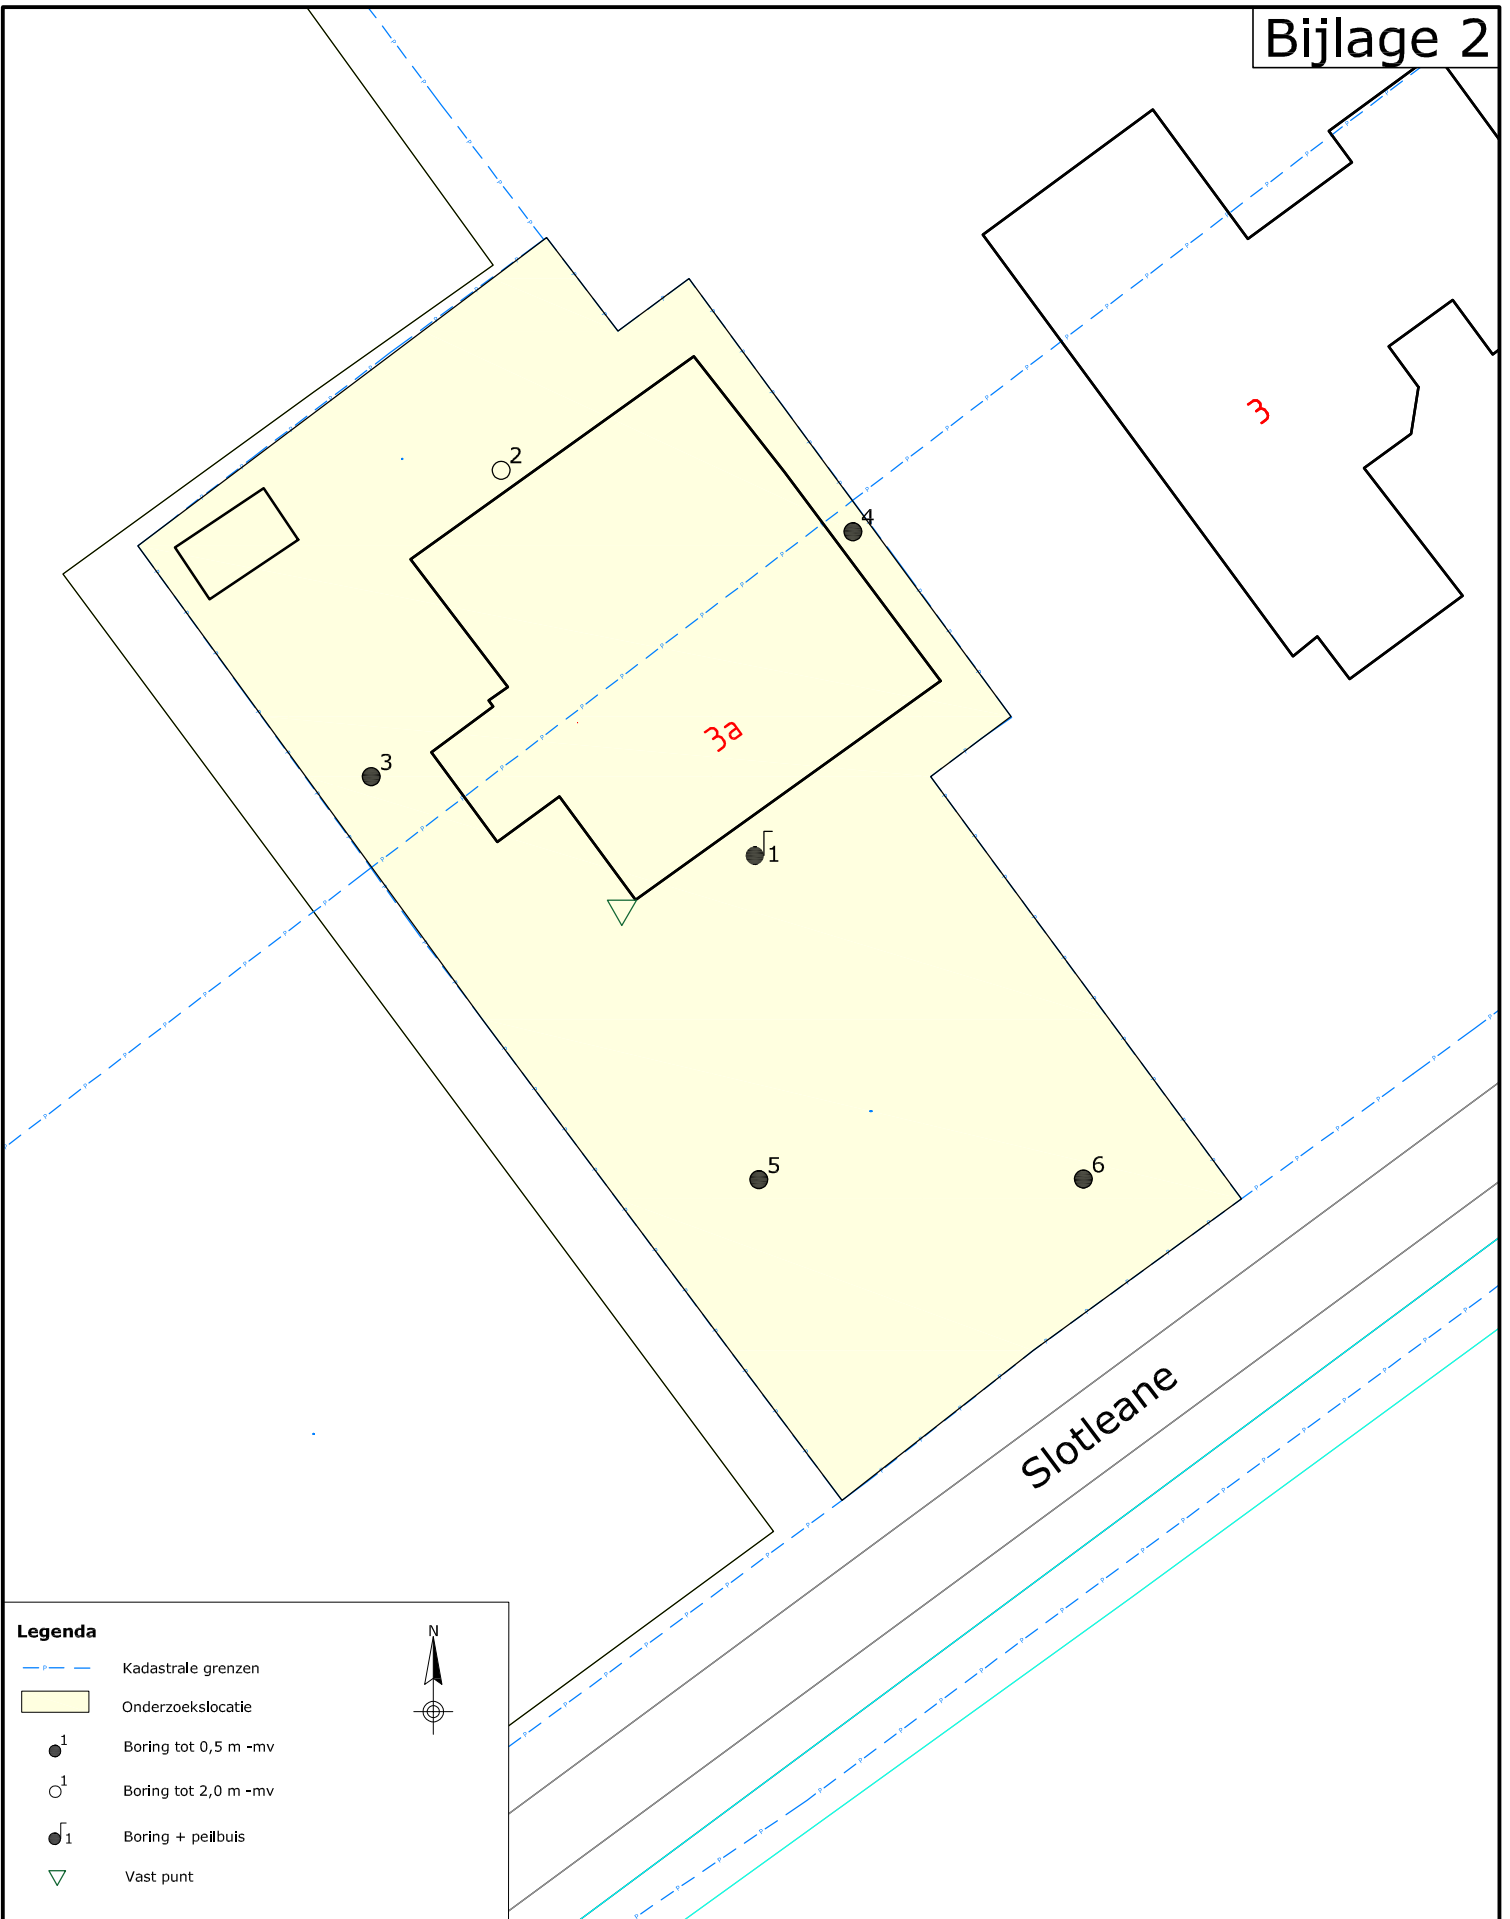 Bijlage 2
3
2
4
3a
3
1
5
6
Slotleane
Legenda
N
Kadastrale grenzen
Onderzoekslocatie
1 Boring tot 0,5 m -mv
1 Boring tot 2,0 m -mv
1 Boring + peilbuis
Vast punt